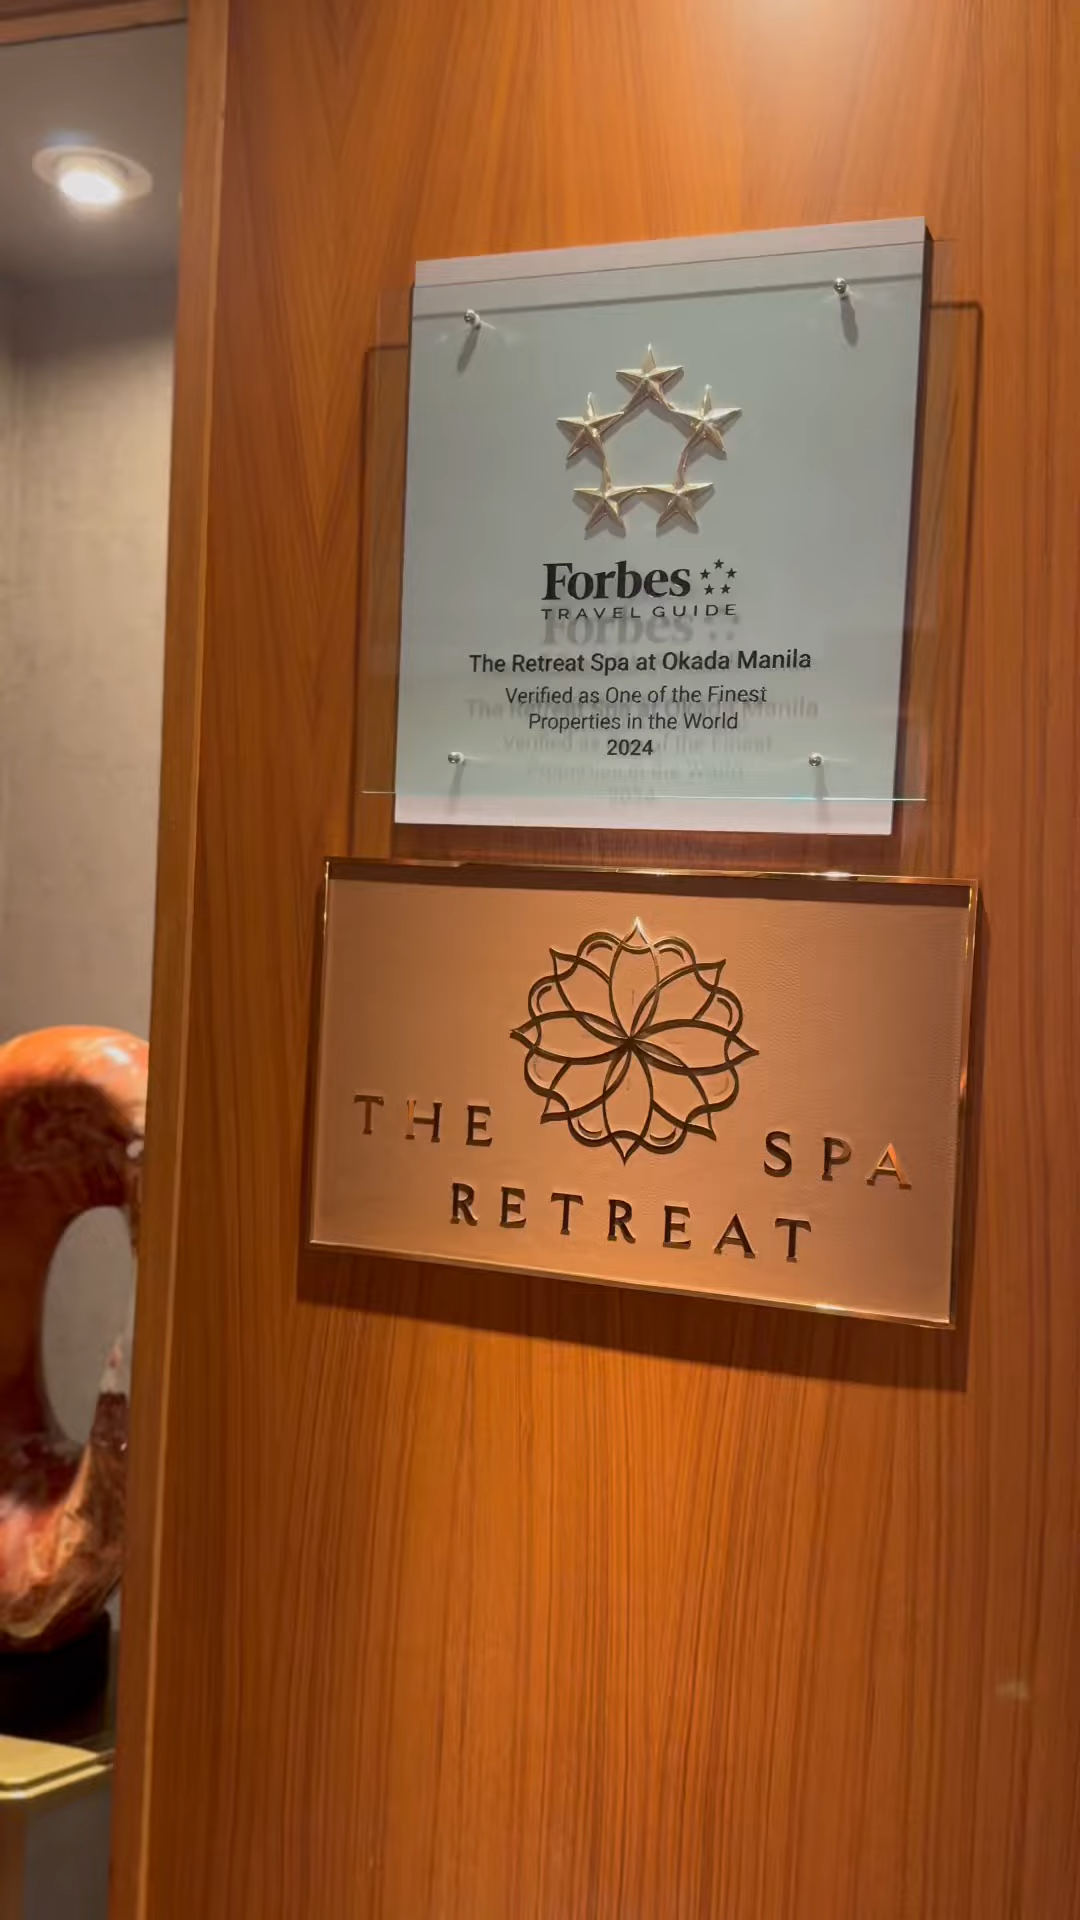 Forbes
TRAVEL GUIDE
The Retreat Spa at Okada Manila
Verified as One of the Finest
Properties in the World
2024
THE SPA
RETREAT